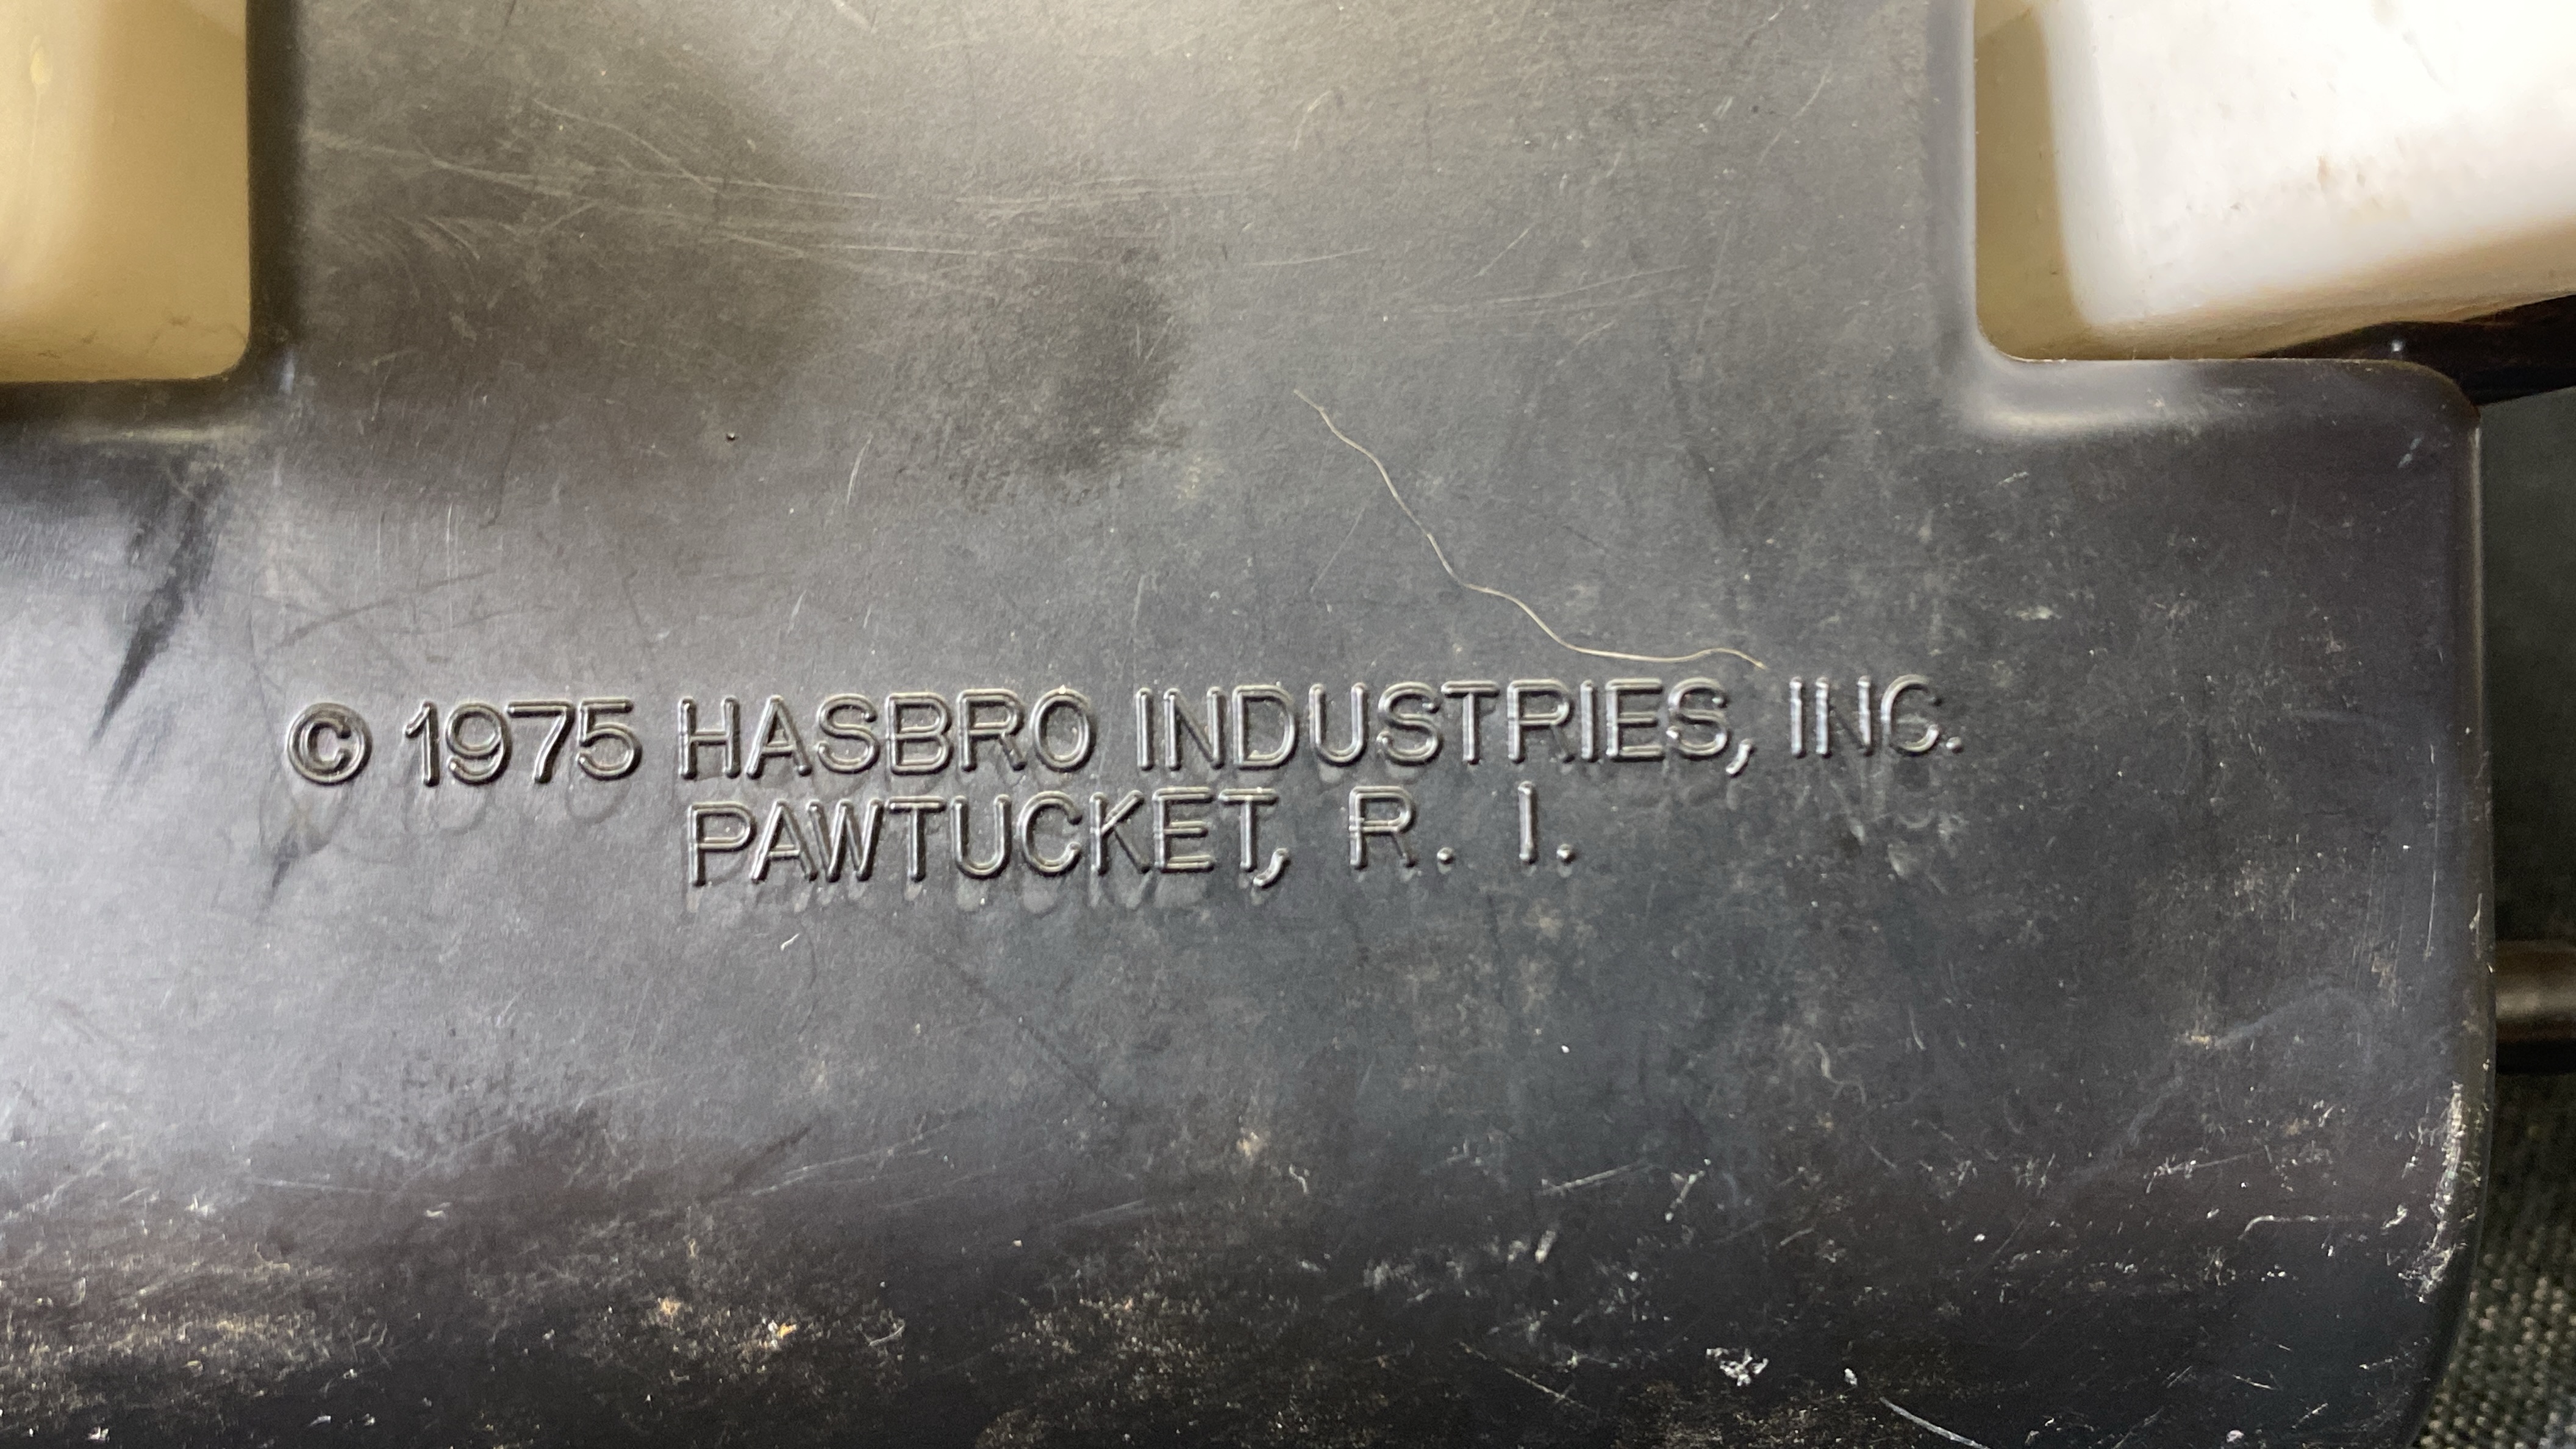 © 1975 HASBRO INDUSTRIES, INC.
PAWTUCKET, R. I.